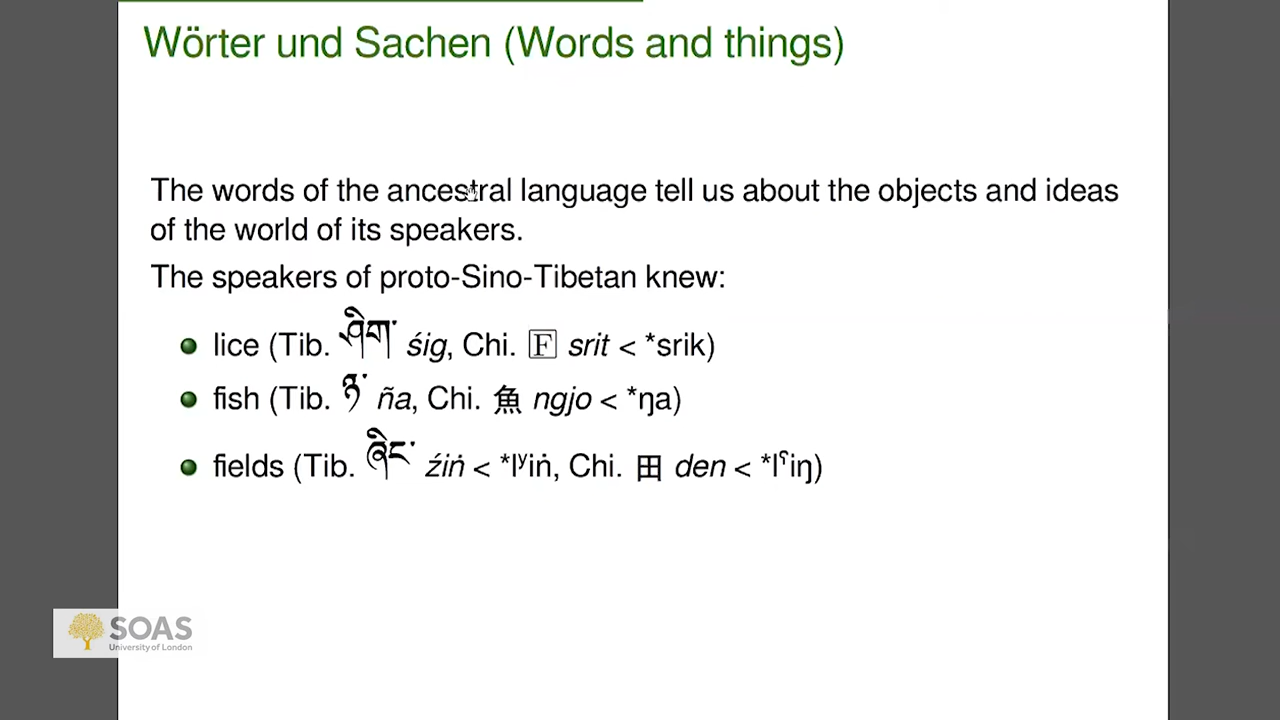 Wörter und Sachen (Words and things)
The words of the ancestral language tell us about the objects and ideas
of the world of its speakers.
The speakers of proto-Sino-Tibetan knew:
lice (Tib. ཤིག་ śig, Chi. F srit < *srik)
fish (Tib. ཉ་ ña, Chi. 魚 ngjo < *ŋa)
fields (Tib. ཞིང་ źiṅ < *lʸiṅ, Chi. 田 den < *lˤiŋ)
SOAS
University of London